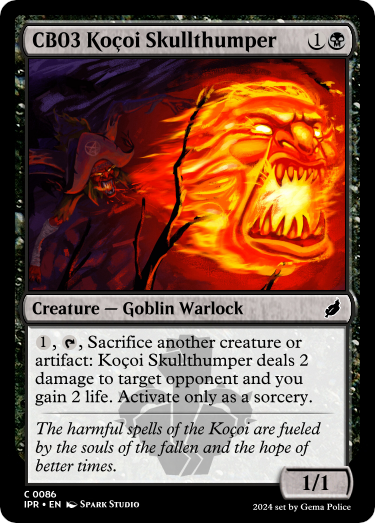 CB03 Koçoi Skullthumper 1
Creature — Goblin Warlock
1 , , Sacrifice another creature or
artifact: Koçoi Skullthumper deals 2
damage to target opponent and you
gain 2 life. Activate only as a sorcery.
The harmful spells of the Koçoi are fueled
by the souls of the fallen and the hope of
better times.
1/1
C 0086
IPR • EN Spark Studio
2024 set by Gema Police